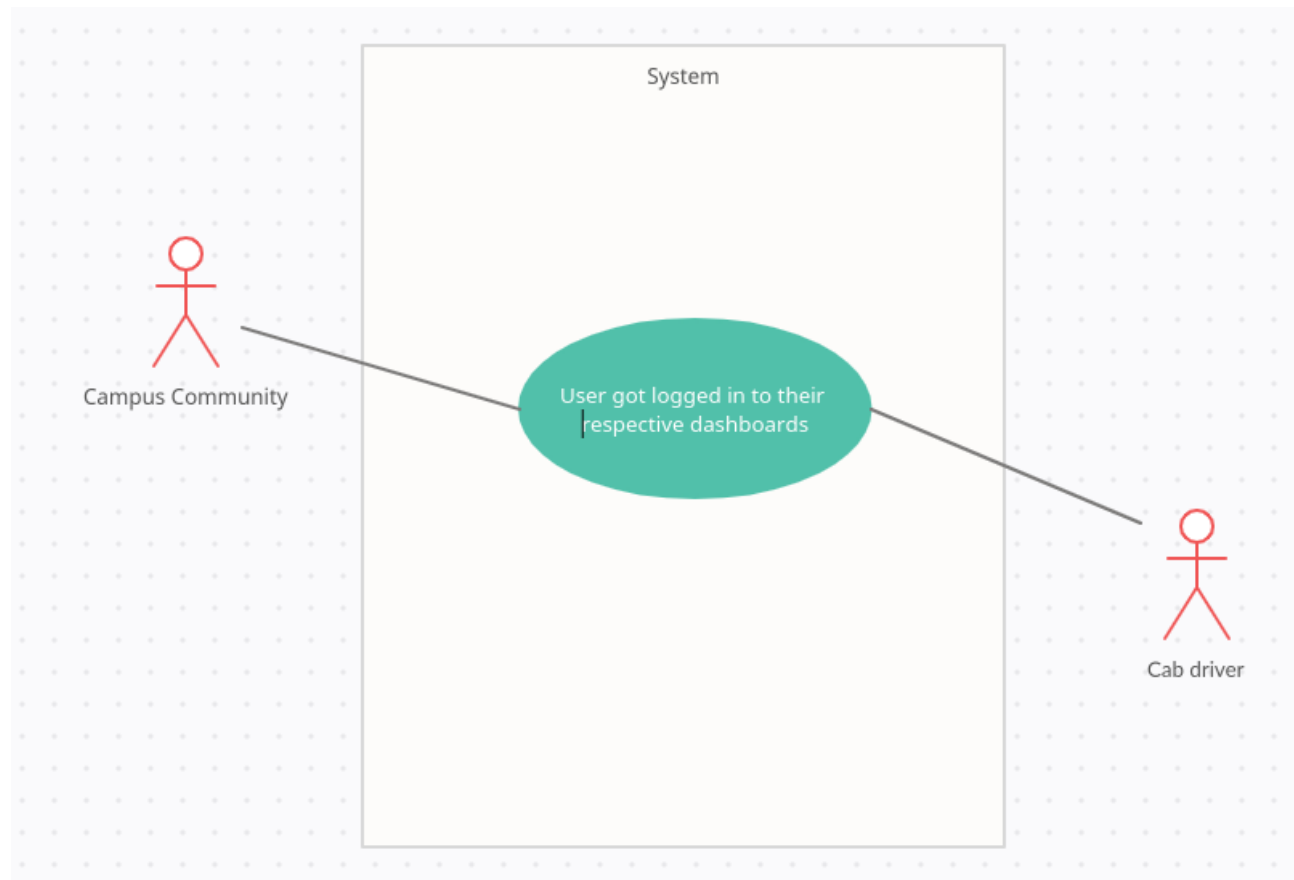 System
Campus Community
User got logged in to their
respective dashboards
Cab driver